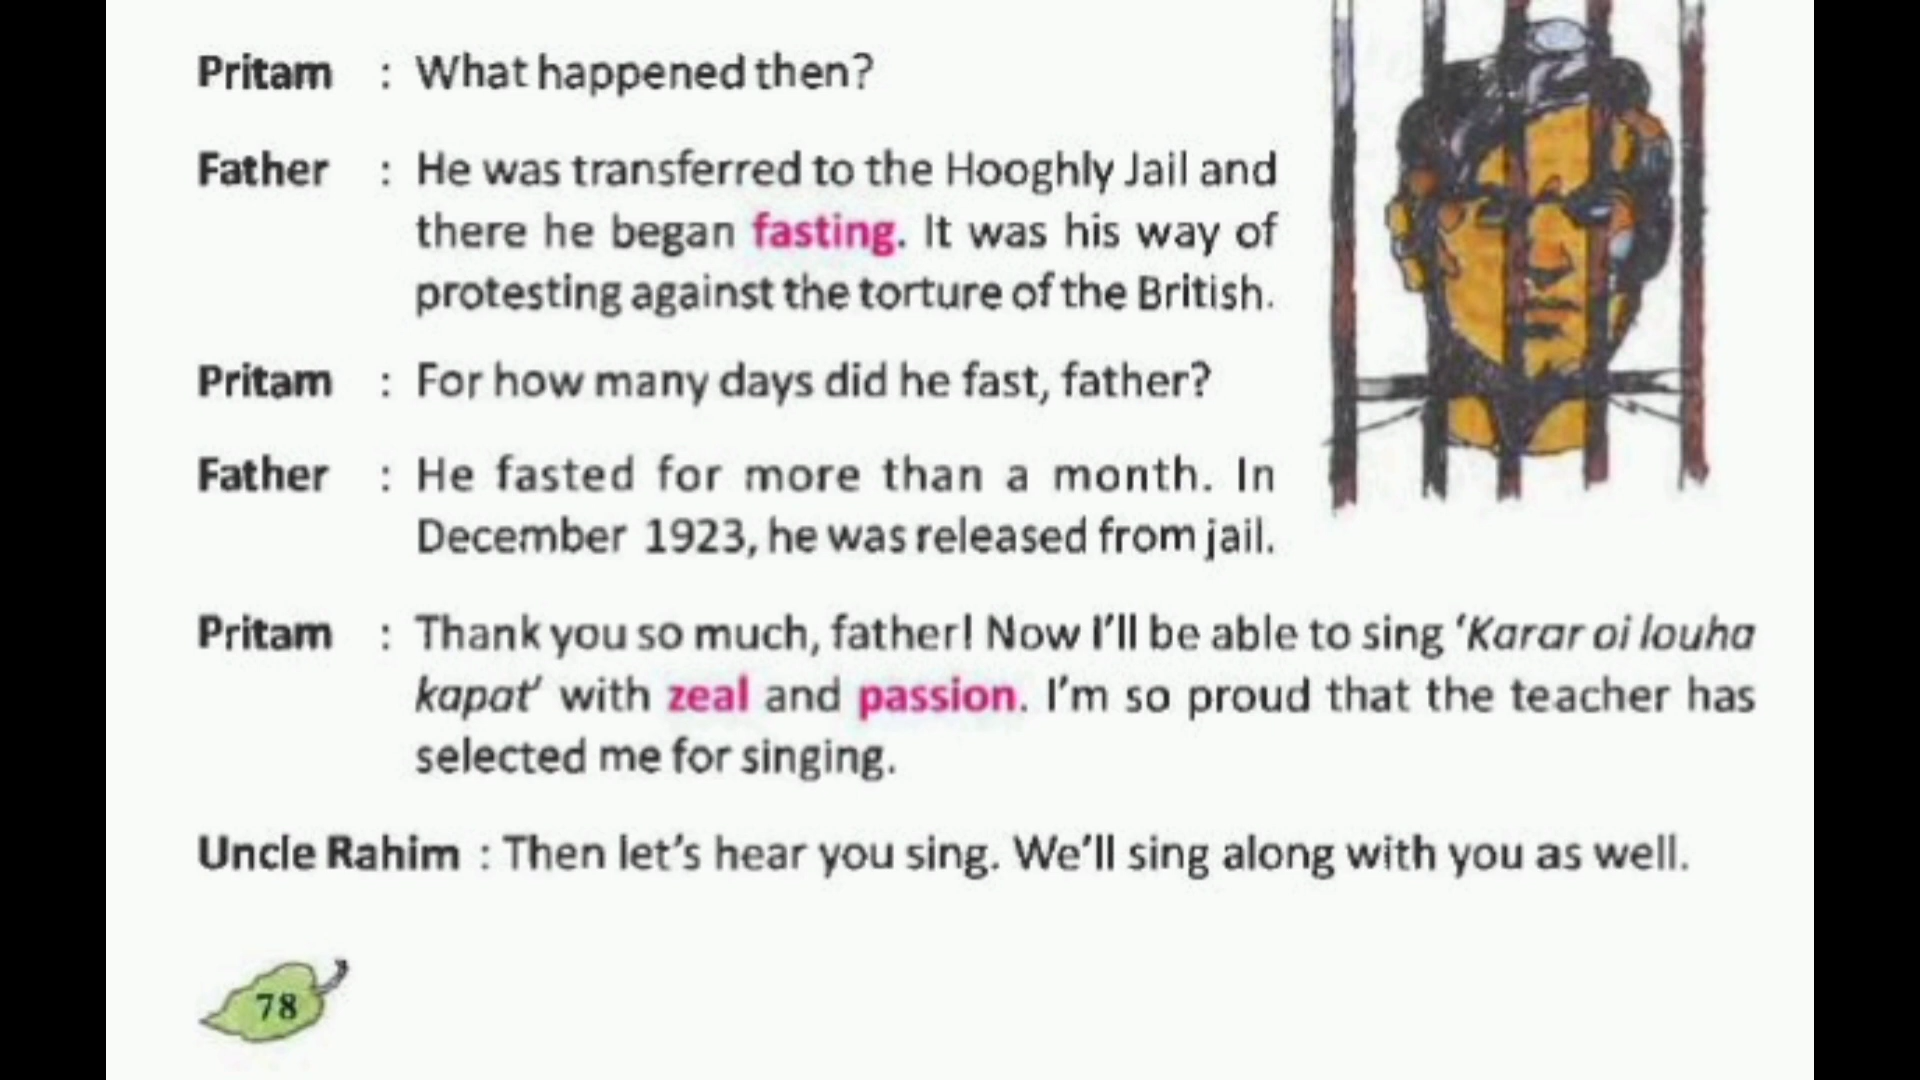 Pritam : What happened then?
Father : He was transferred to the Hooghly Jail and
there he began fasting. It was his way of
protesting against the torture of the British.
Pritam : For how many days did he fast, father?
Father : He fasted for more than a month. In
December 1923, he was released from jail.
Pritam : Thank you so much, father! Now I'll be able to sing 'Karar oi louha
kapat' with zeal and passion. I'm so proud that the teacher has
selected me for singing.
Uncle Rahim : Then let's hear you sing. We'll sing along with you as well.
78